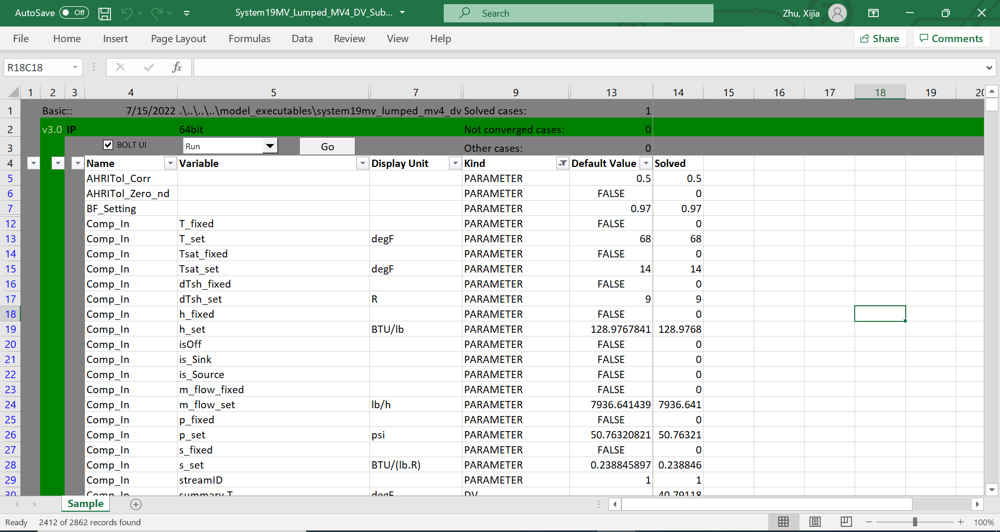 AutoSave Off System19MV_Lumped_MV4_DV_Sub... Search Zhu, Xijia
File Home Insert Page Layout Formulas Data Review View Help Share Comments
R18C18 fx
1 2 3 4 5 7 9 13 14 15 16 17 18 19
1 Basic:: 7/15/2022 .\..\..\..\model_executables\system19mv_lumped_mv4_dv Solved cases: 1
2 v3.0 IP 64bit Not converged cases: 0
3 BOLT UI Run Go Other cases: 0
4 Name Variable Display Unit Kind Default Value Solved
5 AHRITol_Corr PARAMETER 0.5 0.5
6 AHRITol_Zero_nd PARAMETER FALSE 0
7 BF_Setting PARAMETER 0.97 0.97
12 Comp_In T_fixed PARAMETER FALSE 0
13 Comp_In T_set degF PARAMETER 68 68
14 Comp_In Tsat_fixed PARAMETER FALSE 0
15 Comp_In Tsat_set degF PARAMETER 14 14
16 Comp_In dTsh_fixed PARAMETER FALSE 0
17 Comp_In dTsh_set R PARAMETER 9 9
18 Comp_In h_fixed PARAMETER FALSE 0
19 Comp_In h_set BTU/lb PARAMETER 128.9767841 128.9768
20 Comp_In isOff PARAMETER FALSE 0
21 Comp_In is_Sink PARAMETER FALSE 0
22 Comp_In is_Source PARAMETER FALSE 0
23 Comp_In m_flow_fixed PARAMETER FALSE 0
24 Comp_In m_flow_set lb/h PARAMETER 7936.641439 7936.641
25 Comp_In p_fixed PARAMETER FALSE 0
26 Comp_In p_set psi PARAMETER 50.76320821 50.76321
27 Comp_In s_fixed PARAMETER FALSE 0
28 Comp_In s_set BTU/(lb.R) PARAMETER 0.238845897 0.238846
29 Comp_In streamID PARAMETER 1 1
30 Comp_In summary_T degF DV 40.79118
Sample
Ready 2412 of 2862 records found 100%